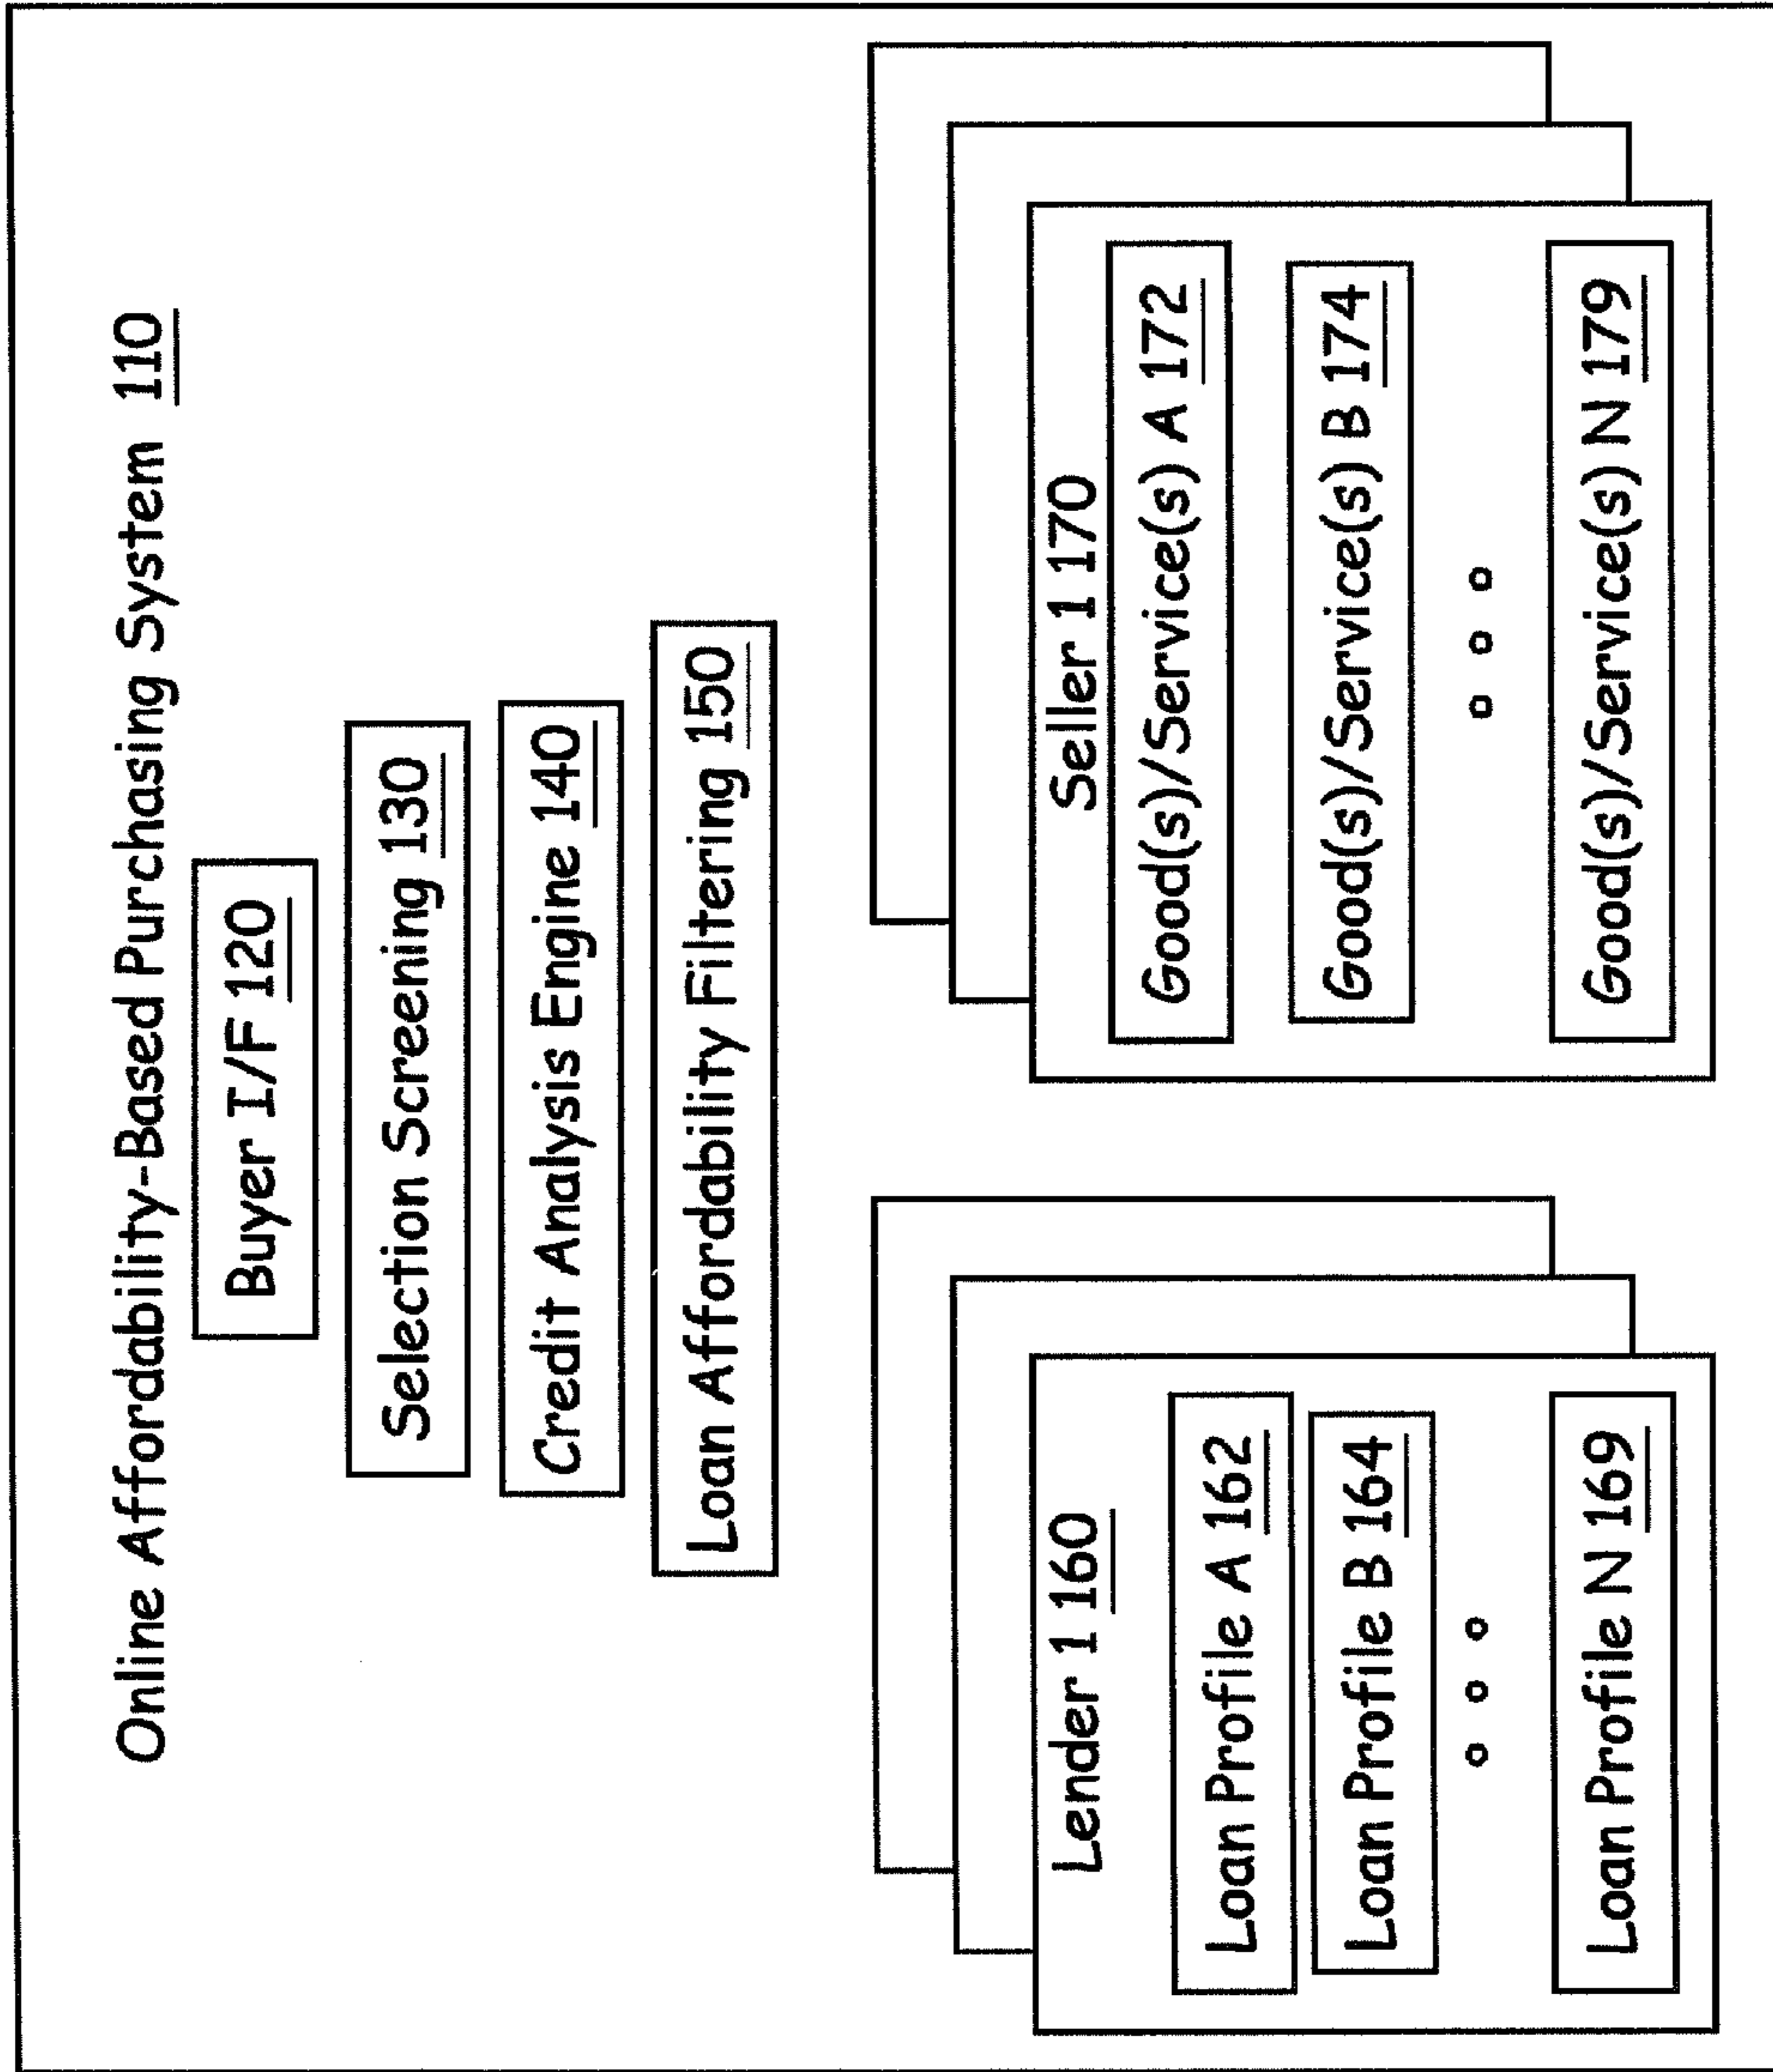 Online Affordability-Based Purchasing System 110
Buyer I/F 120
Selection Screening 130
Credit Analysis Engine 140
Loan Affordability Filtering 150
Lender 1 160
Loan Profile A 162
Loan Profile B 164
Loan Profile N 169
Seller 1 170
Good(s)/Service(s) A 172
Good(s)/Service(s) B 174
Good(s)/Service(s) N 179